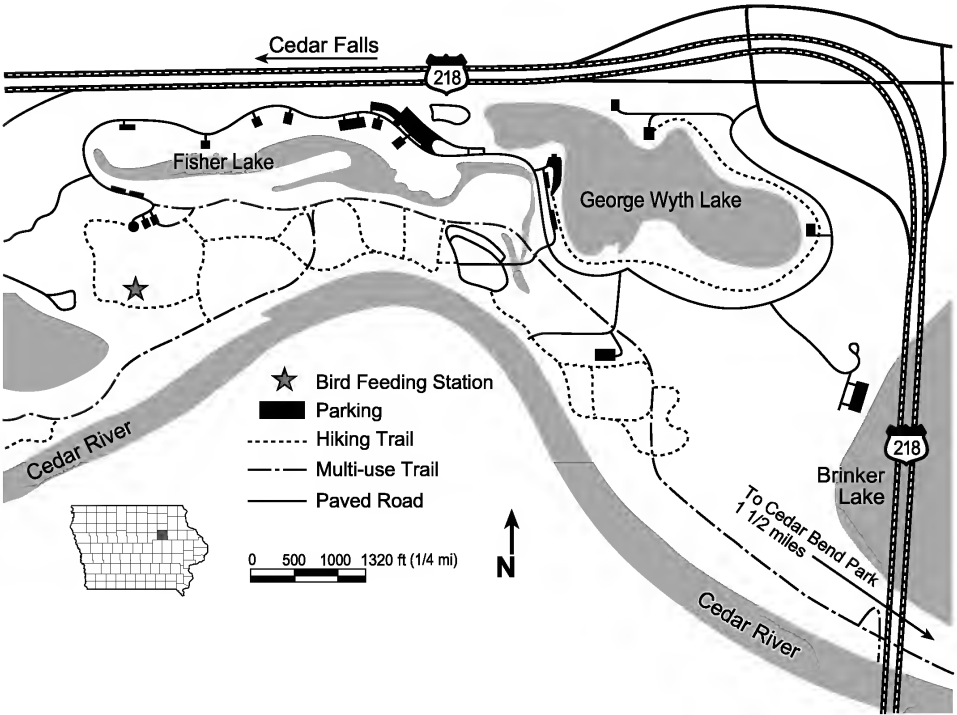 Cedar Falls
218
Fisher Lake
George Wyth Lake
Bird Feeding Station
Parking
Hiking Trail
Multi-use Trail
Paved Road
Cedar River
218
Brinker
Lake
To Cedar Bend Park
1 1/2 miles
0 500 1000 1320 ft (1/4 mi)
N
Cedar River